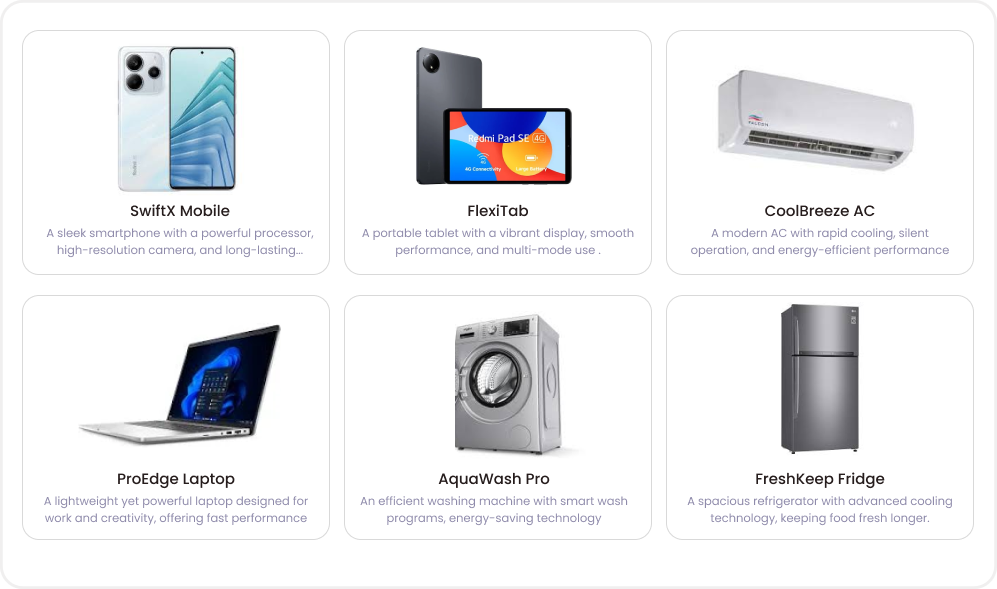 Redmi Pad SE 4G
4G Connectivity
SwiftX Mobile
A sleek smartphone with a powerful processor,
high-resolution camera, and long-lasting...
FlexiTab
A portable tablet with a vibrant display, smooth
performance, and multi-mode use .
CoolBreeze AC
A modern AC with rapid cooling, silent
operation, and energy-efficient performance
ProEdge Laptop
A lightweight yet powerful laptop designed for
work and creativity, offering fast performance
AquaWash Pro
An efficient washing machine with smart wash
programs, energy-saving technology
FreshKeep Fridge
A spacious refrigerator with advanced cooling
technology, keeping food fresh longer.